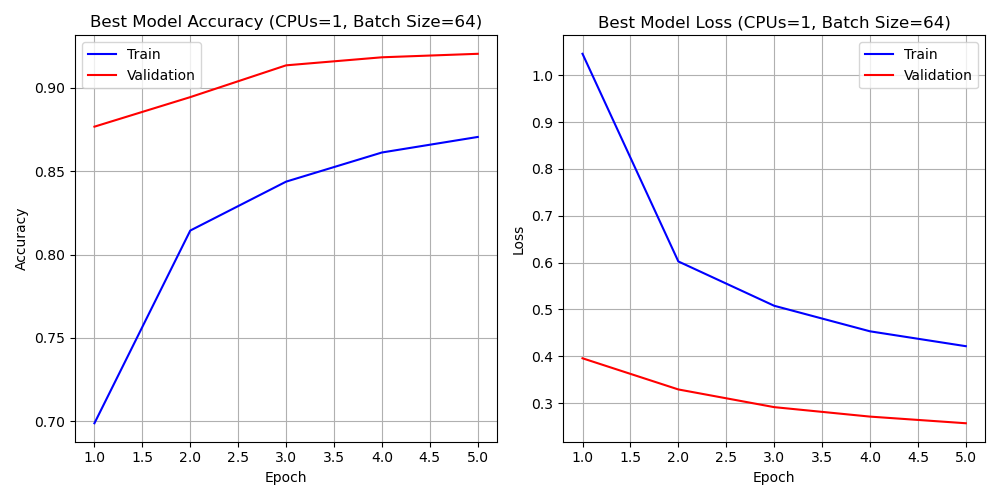 Best Model Accuracy (CPUs=1, Batch Size=64)
Train
Validation
0.90
0.85
0.80
0.75
0.70
Accuracy
1.0 1.5 2.0 2.5 3.0 3.5 4.0 4.5 5.0
Epoch
Best Model Loss (CPUs=1, Batch Size=64)
Train
Validation
1.0
0.9
0.8
0.7
0.6
0.5
0.4
0.3
Loss
1.0 1.5 2.0 2.5 3.0 3.5 4.0 4.5 5.0
Epoch